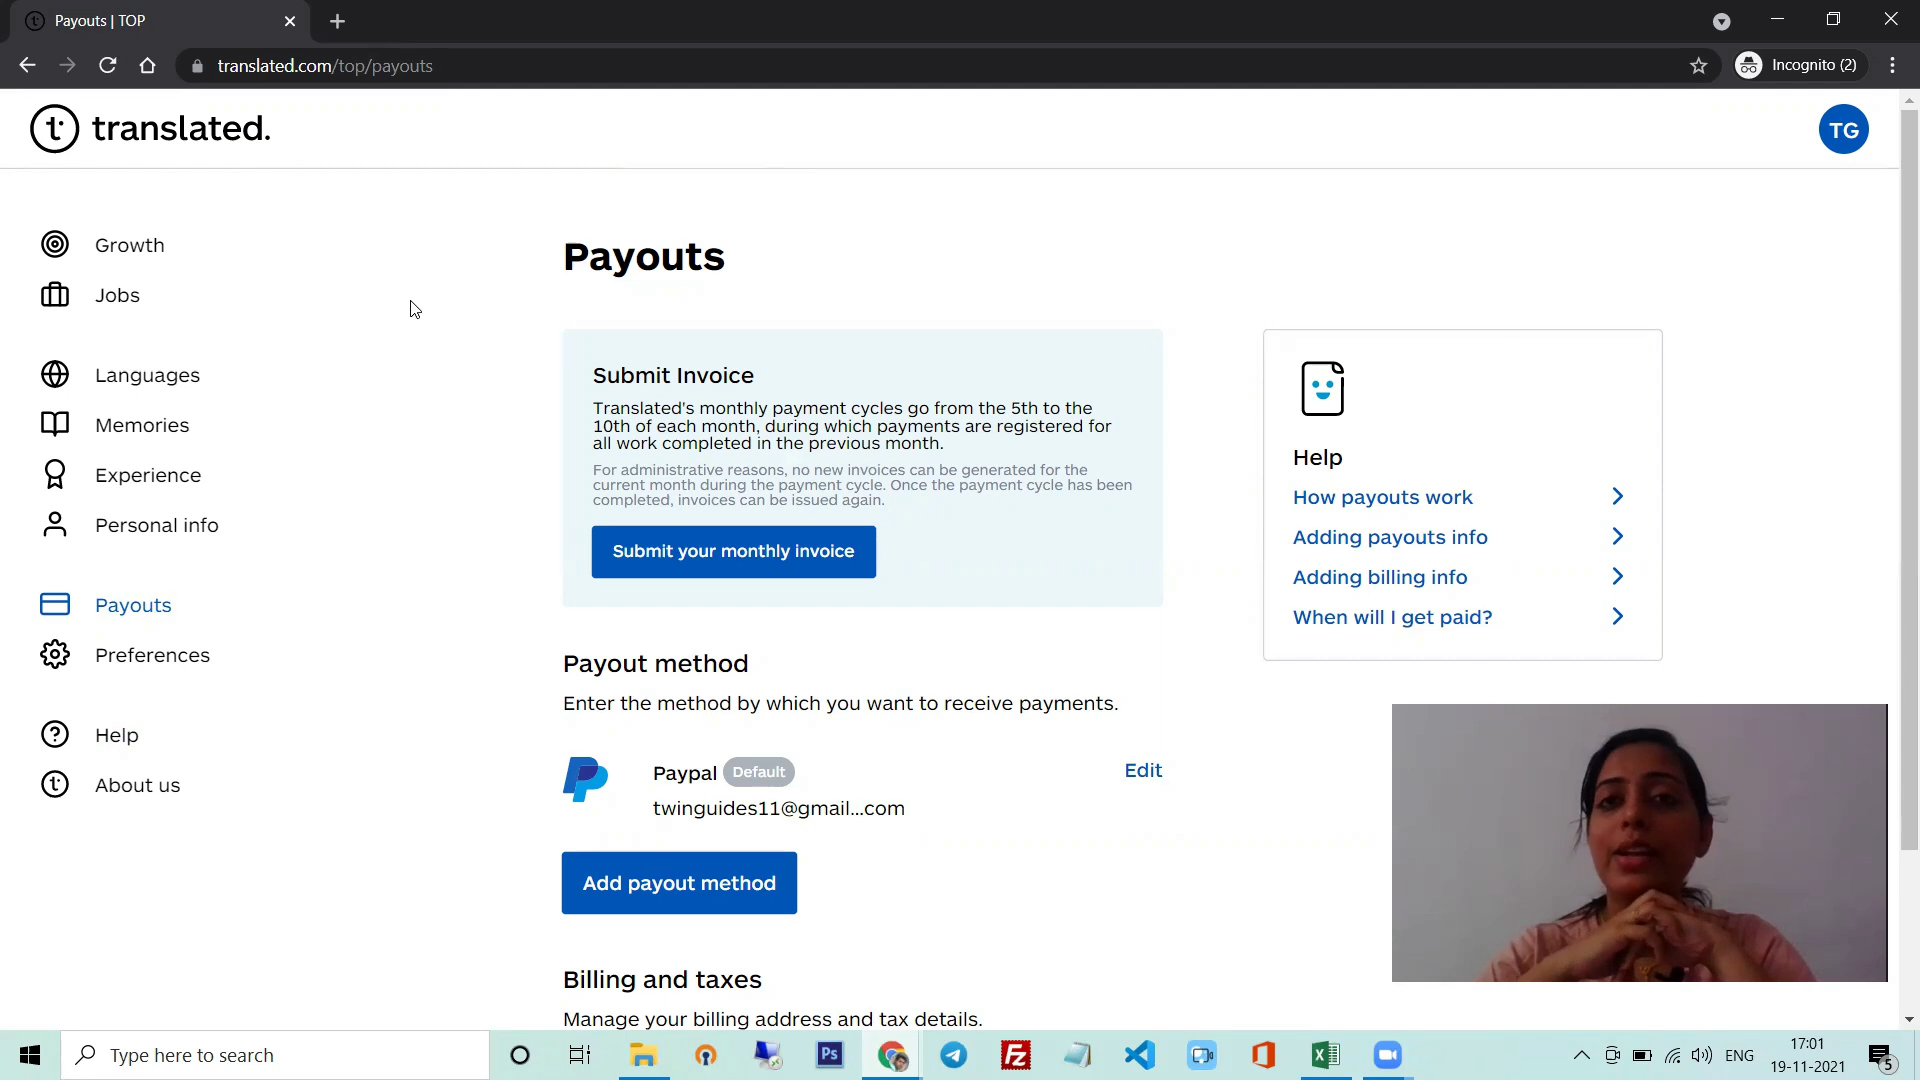 Payouts | TOP
translated.com/top/payouts
Incognito (2)
translated.
TG
Growth
Jobs
Languages
Memories
Experience
Personal info
Payouts
Preferences
Help
About us
Payouts
Submit Invoice
Translated's monthly payment cycles go from the 5th to the
10th of each month, during which payments are registered for
all work completed in the previous month.
For administrative reasons, no new invoices can be generated for the
current month during the payment cycle. Once the payment cycle has been
completed, invoices can be issued again.
Submit your monthly invoice
Payout method
Enter the method by which you want to receive payments.
Paypal Default
Edit
twinguides11@gmail...com
Add payout method
Billing and taxes
Manage your billing address and tax details.
Help
How payouts work
Adding payouts info
Adding billing info
When will I get paid?
Type here to search
Ps
Fz
ENG
17:01
19-11-2021
5